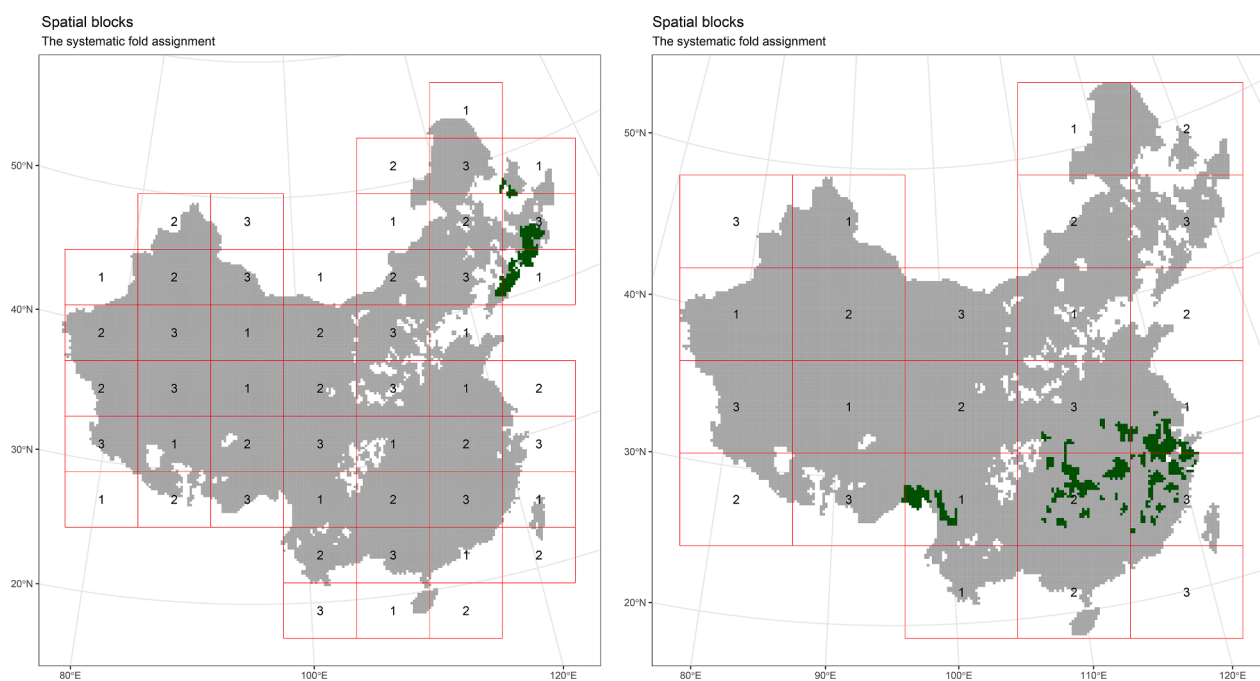 Spatial blocks
The systematic fold assignment
1
50°N 2 3 1
2 3 1 2 3
1 2 3 1 2 3 1
40°N
2 3 1 2 3 1
2 3 1 2 3 1 2
30°N 3 1 2 3 1 2 3
1 2 3 1 2 3 1
2 3 1 2
20°N
3 1 2
80°E 100°E 120°E
Spatial blocks
The systematic fold assignment
50°N 1 2
3 1 2 3
40°N
1 2 3 1 2
3 1 2 3 1
30°N
2 3 1 2 3
1 2 3
20°N
80°E 90°E 100°E 110°E 120°E